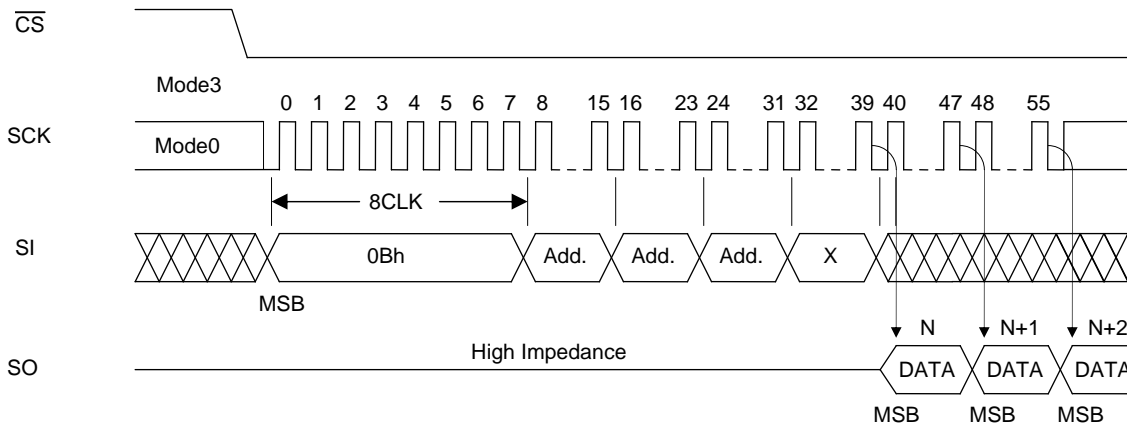 CS
Mode3
0 1 2 3 4 5 6 7 8 15 16 23 24 31 32 39 40 47 48 55
SCK
Mode0
8CLK
SI
0Bh Add. Add. Add. X
MSB
N N+1 N+2
High Impedance
SO
DATA DATA DATA
MSB MSB MSB